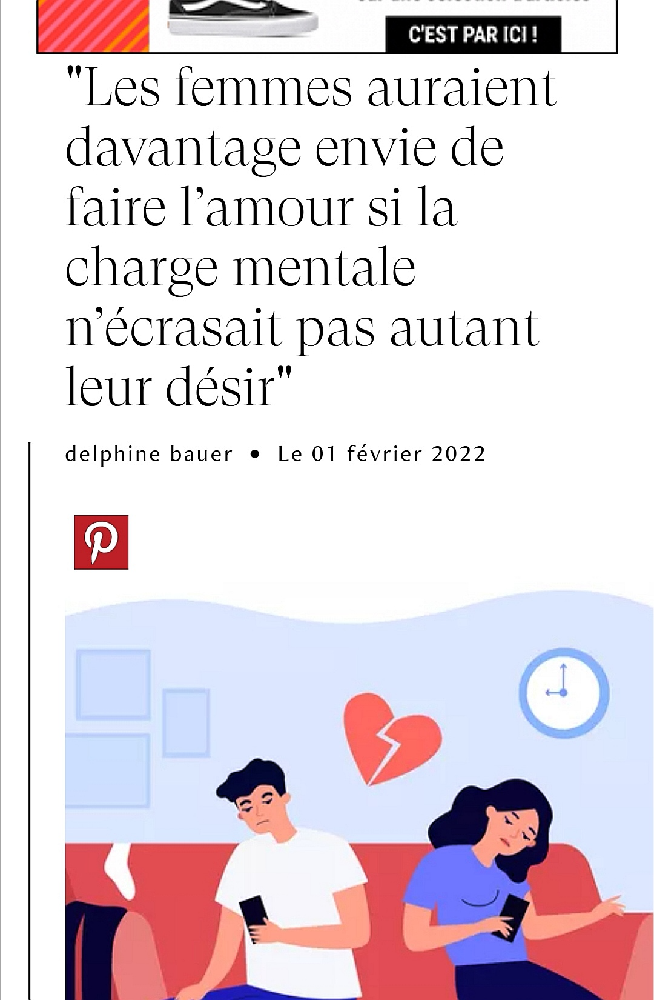 C'EST PAR ICI !
"Les femmes auraient
davantage envie de
faire l’amour si la
charge mentale
n’écrasait pas autant
leur désir"
delphine bauer • Le 01 février 2022